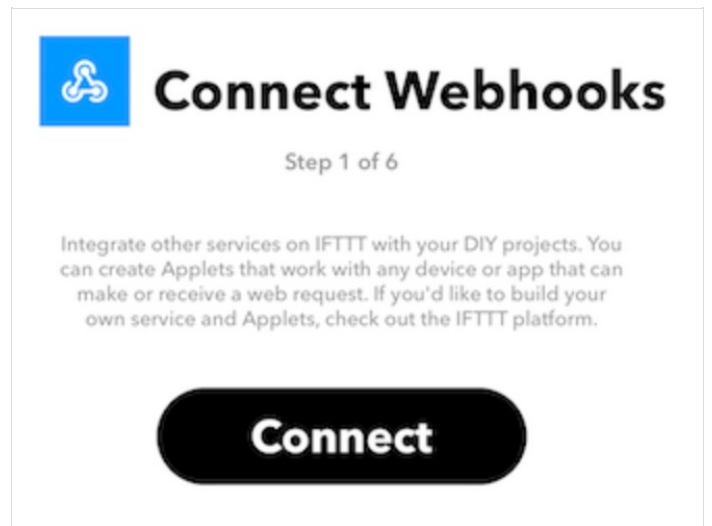 Connect Webhooks
Step 1 of 6
Integrate other services on IFTTT with your DIY projects. You
can create Applets that work with any device or app that can
make or receive a web request. If you'd like to build your
own service and Applets, check out the IFTTT platform.
Connect